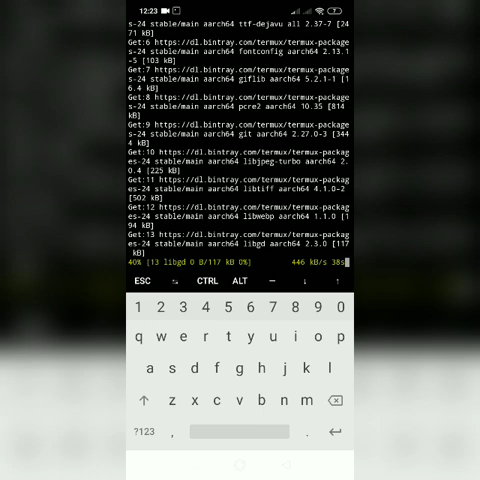 12:23
s-24 stable/main aarch64 ttf-dejavu all 2.37-7 [24
71 kB]
Get:6 https://dl.bintray.com/termux/termux-package
s-24 stable/main aarch64 fontconfig aarch64 2.13.1
-5 [103 kB]
Get:7 https://dl.bintray.com/termux/termux-package
s-24 stable/main aarch64 giflib aarch64 5.2.1-1 [1
6.4 kB]
Get:8 https://dl.bintray.com/termux/termux-package
s-24 stable/main aarch64 pcre2 aarch64 10.35 [814
kB]
Get:9 https://dl.bintray.com/termux/termux-package
s-24 stable/main aarch64 git aarch64 2.27.0-3 [344
4 kB]
Get:10 https://dl.bintray.com/termux/termux-packag
es-24 stable/main aarch64 libjpeg-turbo aarch64 2.
0.4 [225 kB]
Get:11 https://dl.bintray.com/termux/termux-packag
es-24 stable/main aarch64 libtiff aarch64 4.1.0-2
[502 kB]
Get:12 https://dl.bintray.com/termux/termux-packag
es-24 stable/main aarch64 libwebp aarch64 1.1.0 [1
94 kB]
Get:13 https://dl.bintray.com/termux/termux-packag
es-24 stable/main aarch64 libgd aarch64 2.3.0 [117
kB]
40% [13 libgd 0 B/117 kB 0%] 446 kB/s 38s
ESC ↹ CTRL ALT — ↓ ↑
1 2 3 4 5 6 7 8 9 0
q w e r t y u i o p
a s d f g h j k l
z x c v b n m
?123 , .